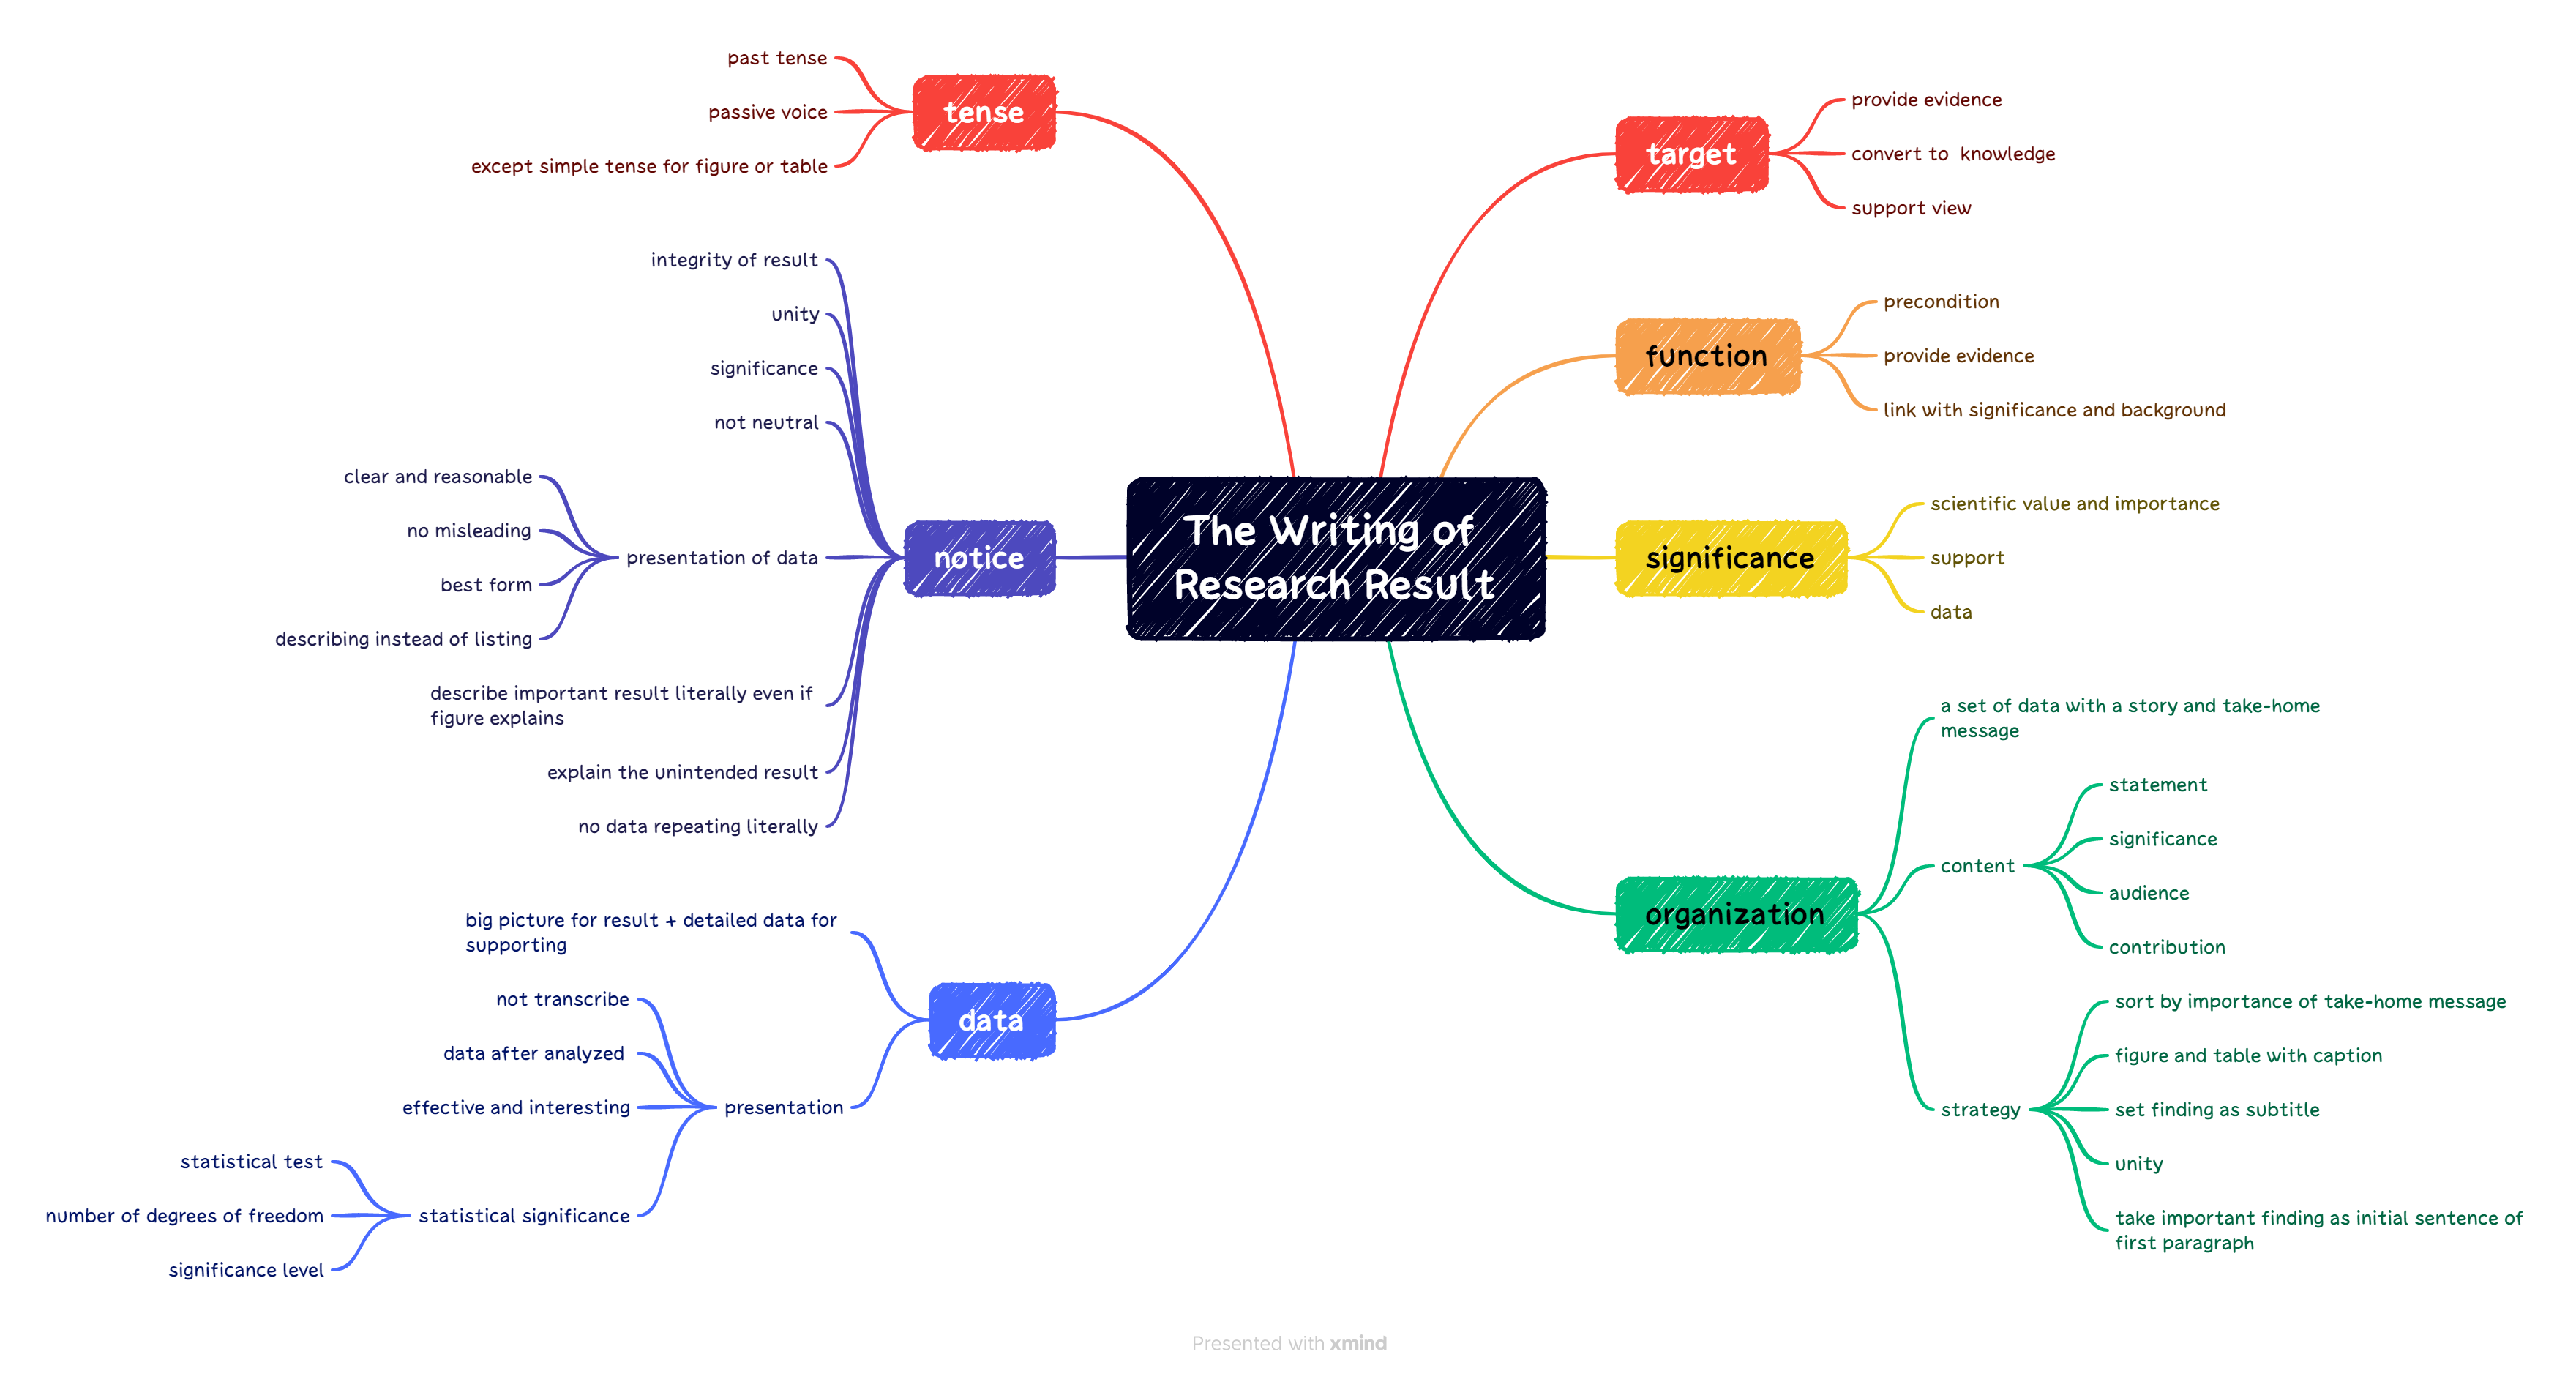 The Writing of
Research Result
target
provide evidence
convert to  knowledge
support view
function
precondition
provide evidence
link with significance and background
significance
scientific value and importance
support
data
organization
a set of data with a story and take-home
message
content
statement
significance
audience
contribution
strategy
sort by importance of take-home message
figure and table with caption
set finding as subtitle
unity
take important finding as initial sentence of
first paragraph
tense
past tense
passive voice
except simple tense for figure or table
notice
integrity of result
unity
significance
not neutral
presentation of data
clear and reasonable
no misleading
best form
describing instead of listing
describe important result literally even if
figure explains
explain the unintended result
no data repeating literally
data
big picture for result + detailed data for
supporting
presentation
not transcribe
data after analyzed
effective and interesting
statistical significance
statistical test
number of degrees of freedom
significance level
Presented with xmind